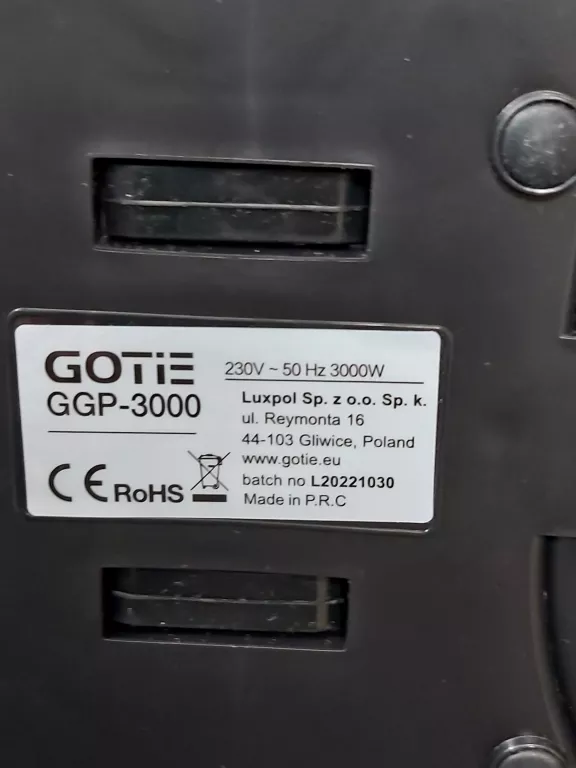 GOTiE
GGP-3000
CE RoHS
230V ~ 50 Hz 3000W
Luxpol Sp. z o.o. Sp. k.
ul. Reymonta 16
44-103 Gliwice, Poland
www.gotie.eu
batch no L20221030
Made in P.R.C